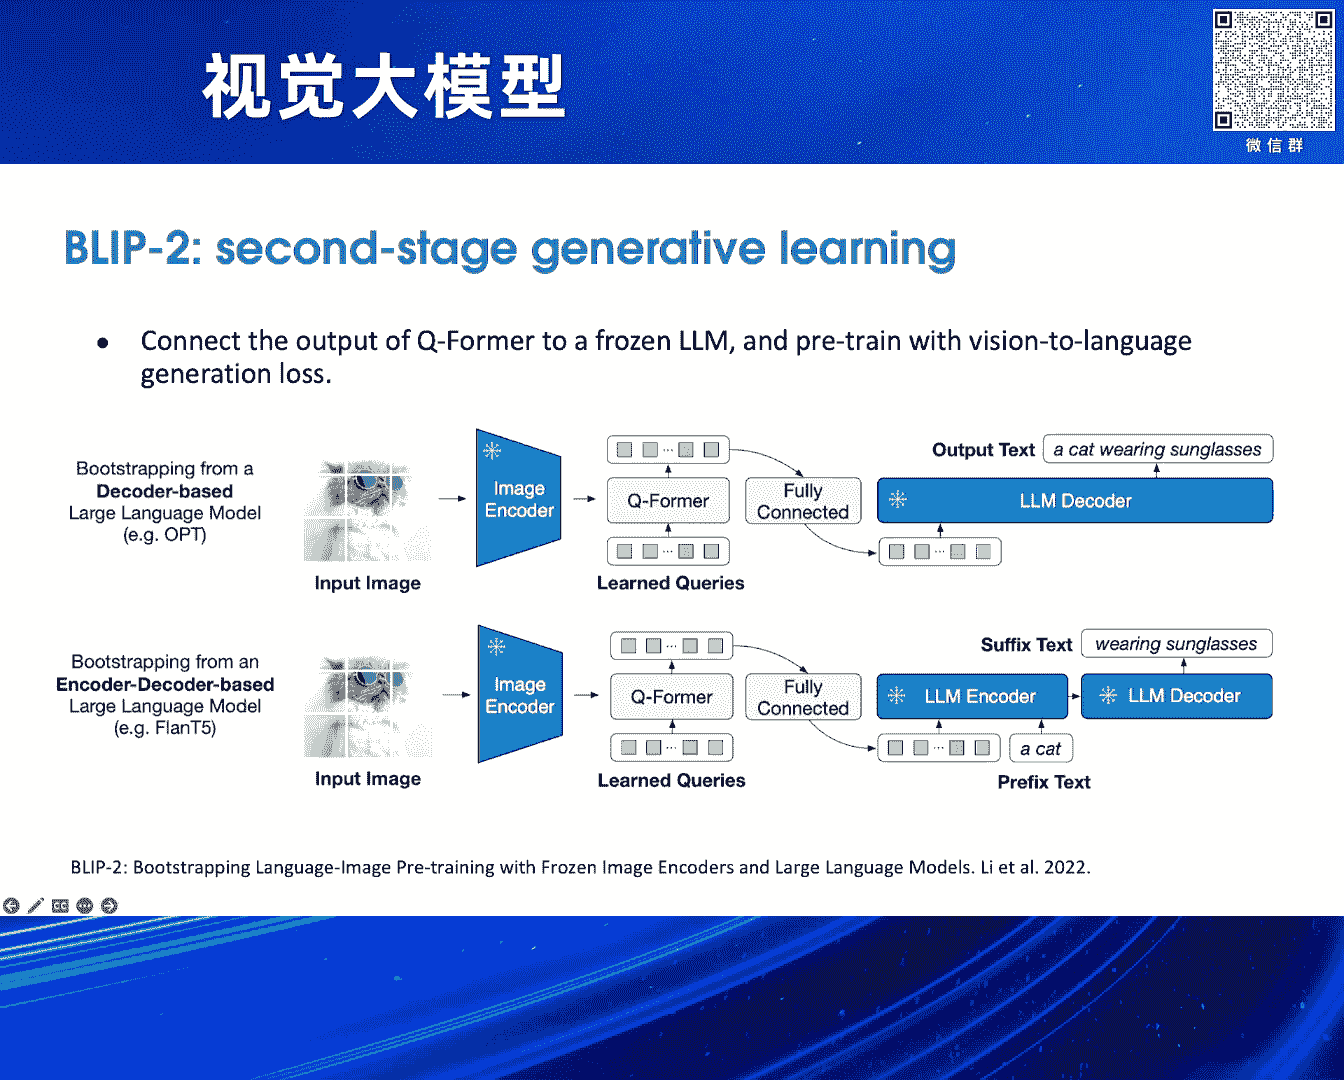 视觉大模型
微信群
BLIP-2: second-stage generative learning
● Connect the output of Q-Former to a frozen LLM, and pre-train with vision-to-language
generation loss.
Bootstrapping from a
Decoder-based
Large Language Model
(e.g. OPT)
Input Image
Image
Encoder
Q-Former
Learned Queries
Fully
Connected
Output Text
a cat wearing sunglasses
LLM Decoder
Bootstrapping from an
Encoder-Decoder-based
Large Language Model
(e.g. FlanT5)
Input Image
Image
Encoder
Q-Former
Learned Queries
Fully
Connected
Suffix Text
wearing sunglasses
LLM Encoder
LLM Decoder
a cat
Prefix Text
BLIP-2: Bootstrapping Language-Image Pre-training with Frozen Image Encoders and Large Language Models. Li et al. 2022.